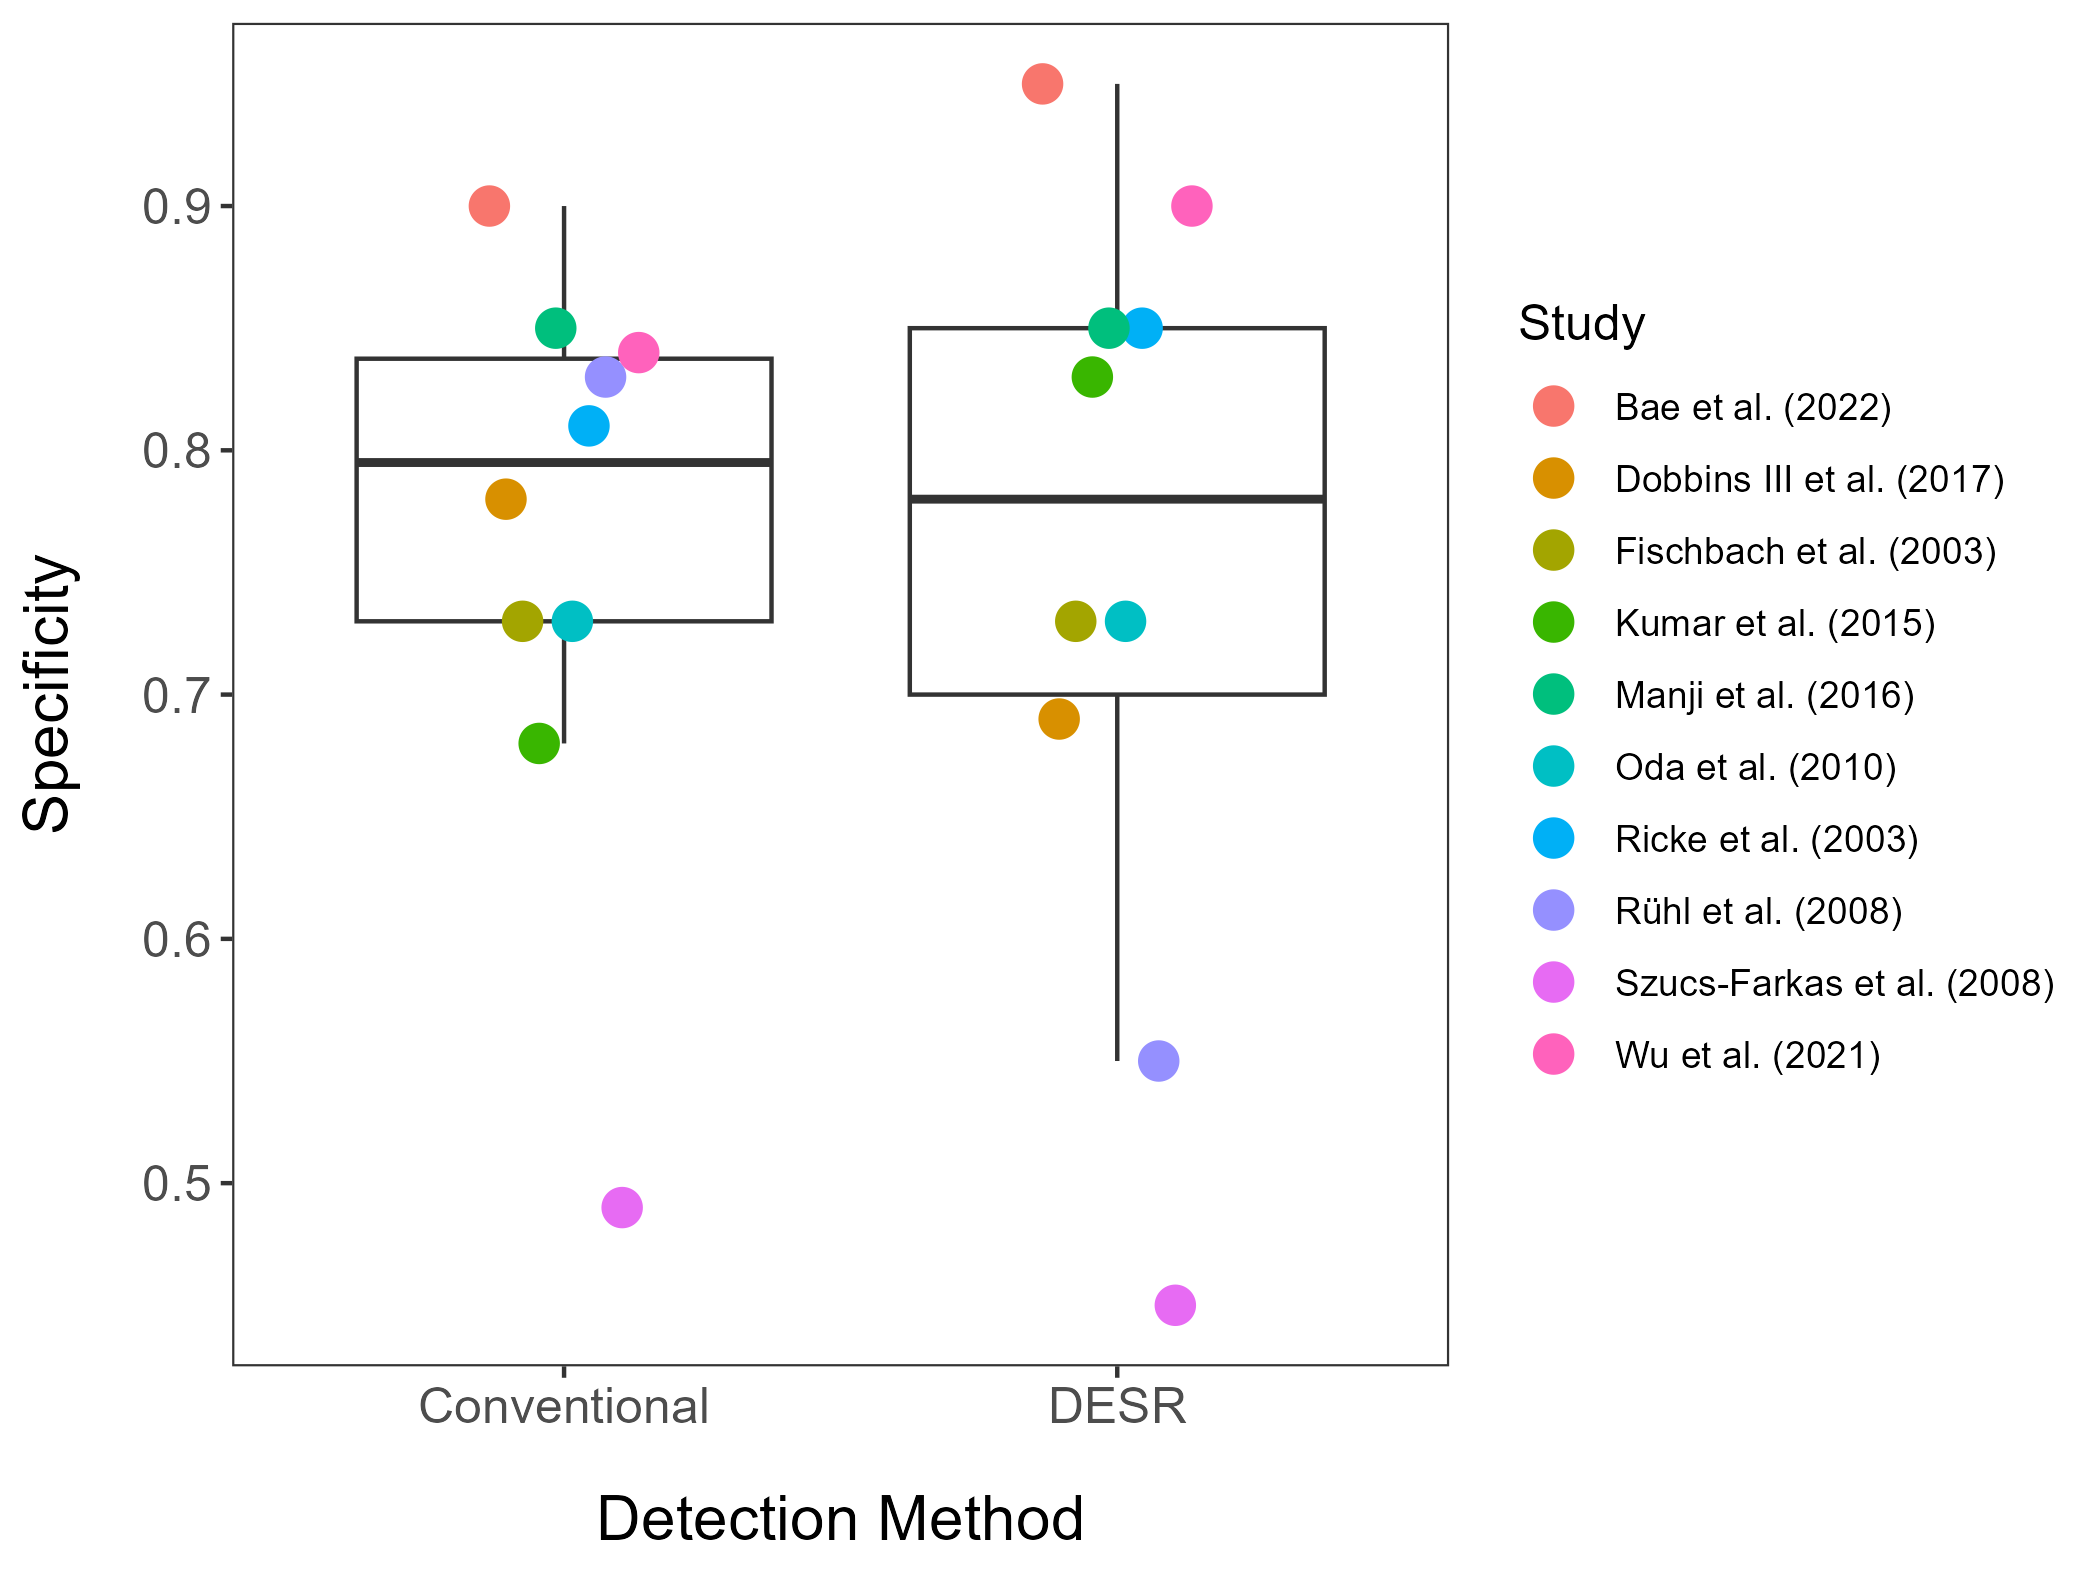 Specificity
0.9
0.8
0.7
0.6
0.5
Conventional
DESR
Detection Method
Study
Bae et al. (2022)
Dobbins III et al. (2017)
Fischbach et al. (2003)
Kumar et al. (2015)
Manji et al. (2016)
Oda et al. (2010)
Ricke et al. (2003)
Rühl et al. (2008)
Szucs-Farkas et al. (2008)
Wu et al. (2021)